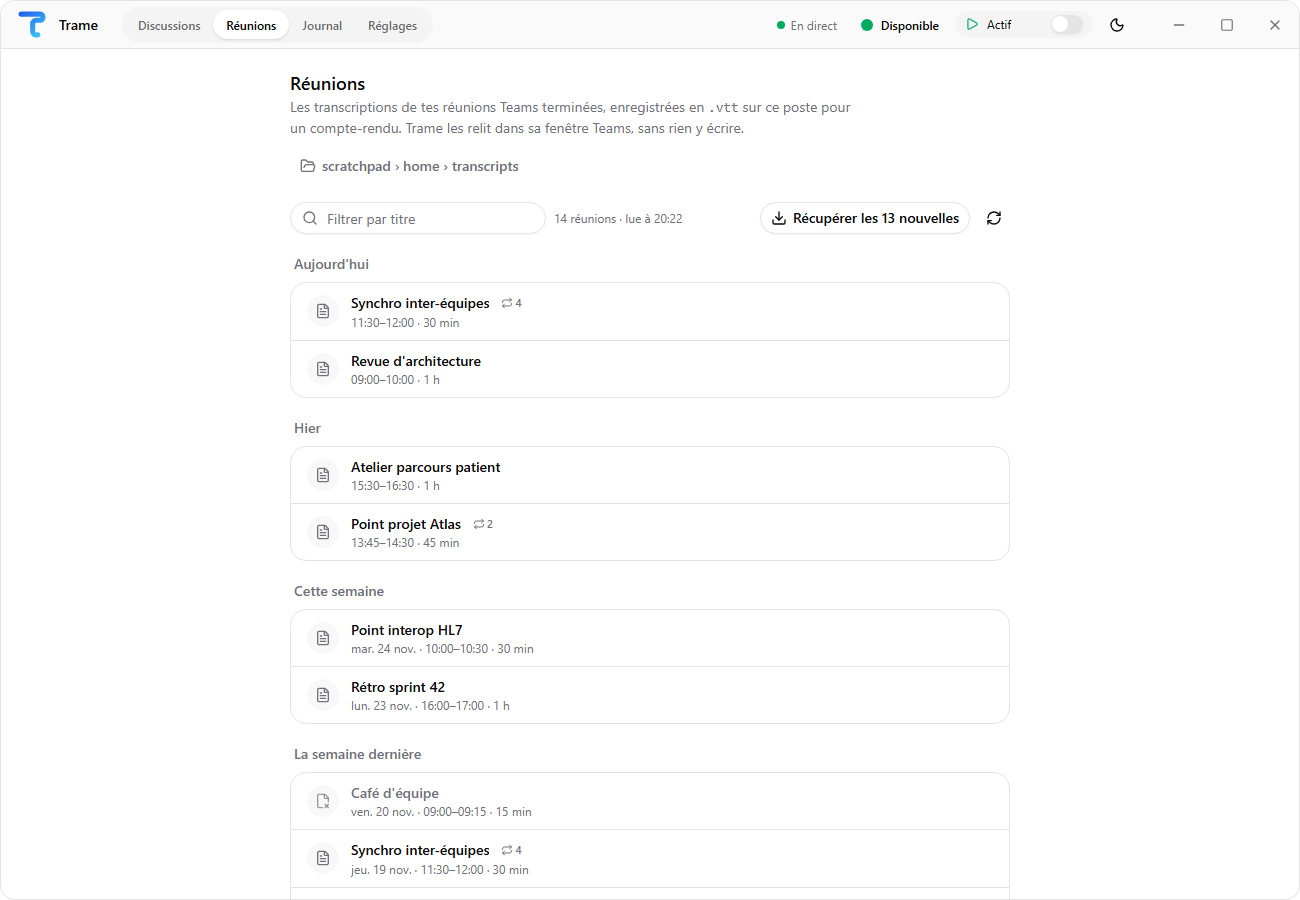 Trame
Discussions
Réunions
Journal
Réglages
En direct
Disponible
Actif
Réunions
Les transcriptions de tes réunions Teams terminées, enregistrées en .vtt sur ce poste pour
un compte-rendu. Trame les relit dans sa fenêtre Teams, sans rien y écrire.
scratchpad › home › transcripts
Filtrer par titre
14 réunions · lue à 20:22
Récupérer les 13 nouvelles
Aujourd'hui
Synchro inter-équipes 4
11:30–12:00 · 30 min
Revue d'architecture
09:00–10:00 · 1 h
Hier
Atelier parcours patient
15:30–16:30 · 1 h
Point projet Atlas 2
13:45–14:30 · 45 min
Cette semaine
Point interop HL7
mar. 24 nov. · 10:00–10:30 · 30 min
Rétro sprint 42
lun. 23 nov. · 16:00–17:00 · 1 h
La semaine dernière
Café d'équipe
ven. 20 nov. · 09:00–09:15 · 15 min
Synchro inter-équipes 4
jeu. 19 nov. · 11:30–12:00 · 30 min